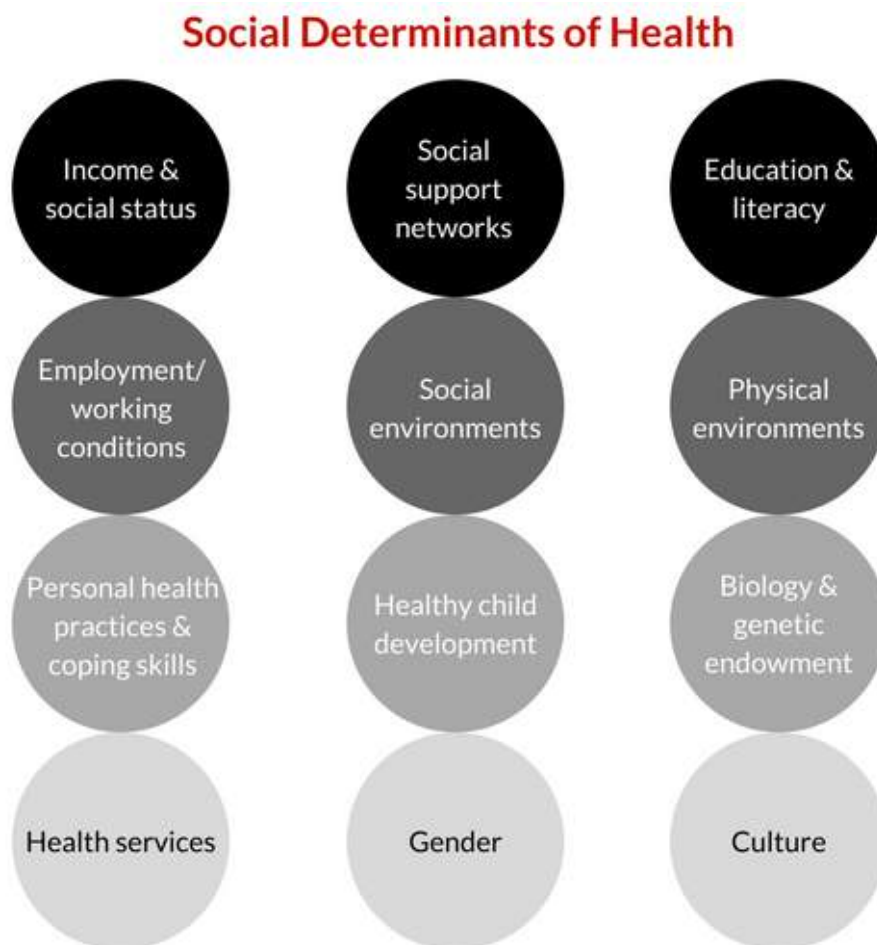 Social Determinants of Health
Income &
social status
Social
support
networks
Education &
literacy
Employment/
working
conditions
Social
environments
Physical
environments
Personal health
practices &
coping skills
Healthy child
development
Biology &
genetic
endowment
Health services
Gender
Culture